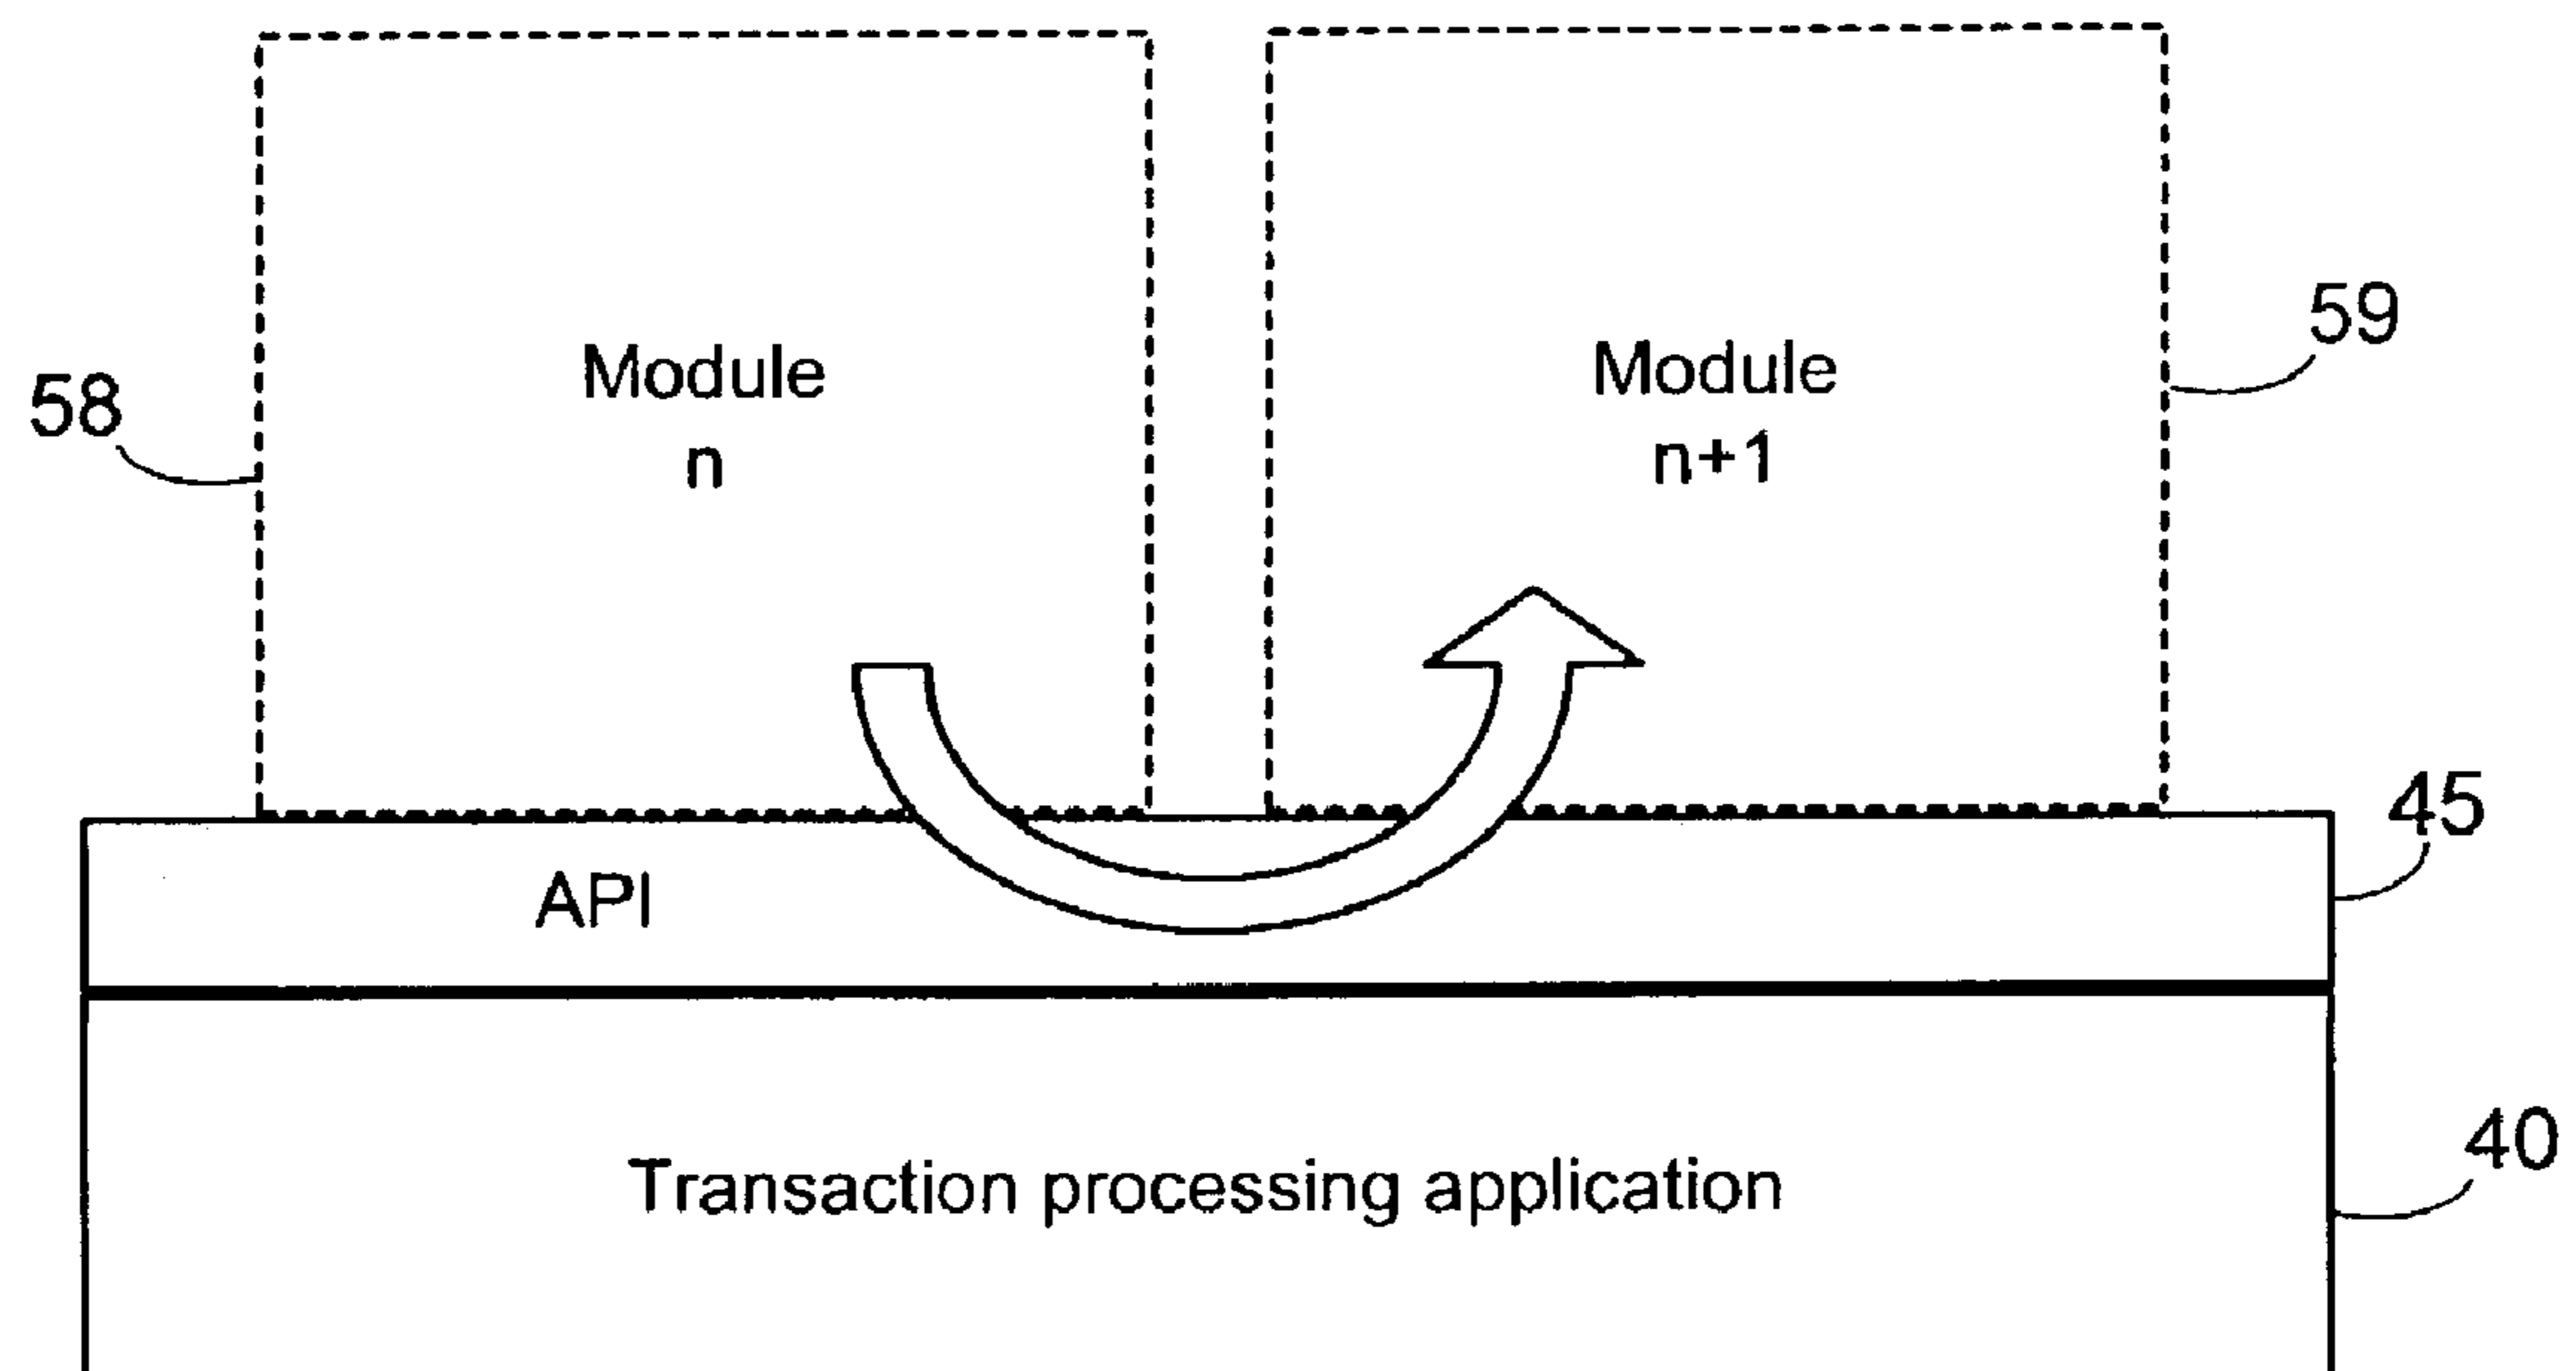 Module
n
Module
n+1
58
59
API
45
Transaction processing application
40